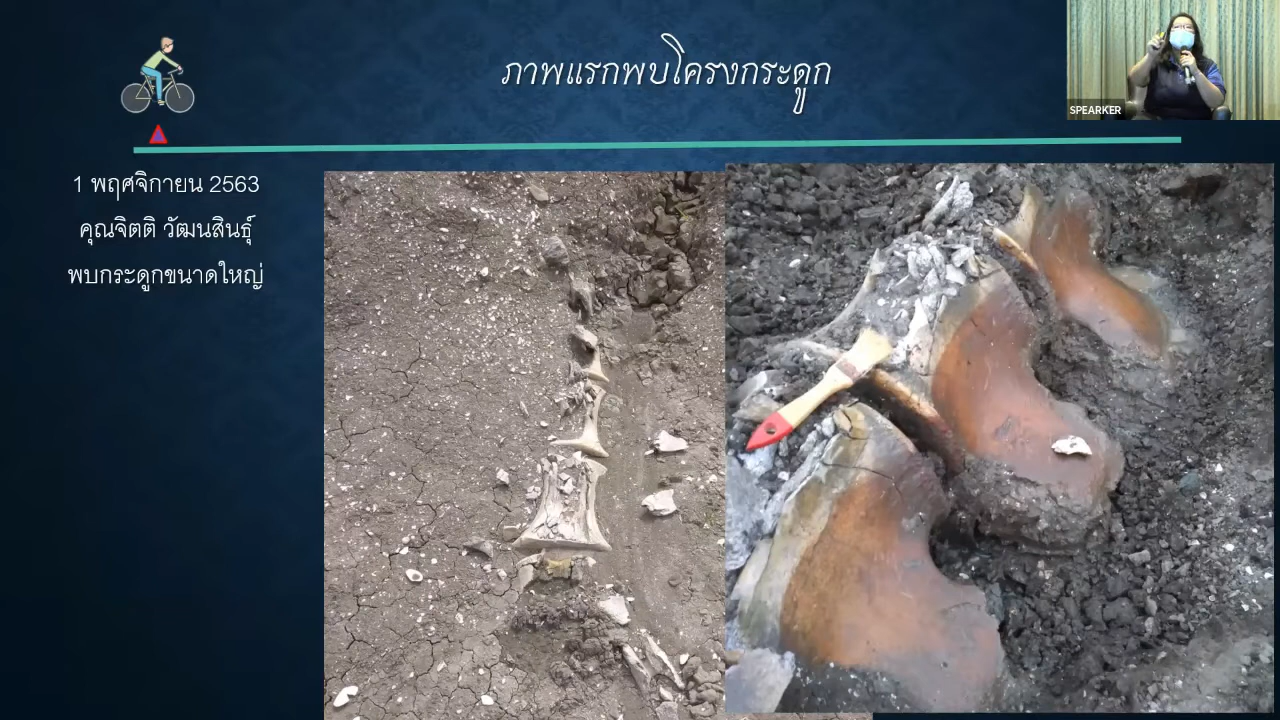 ภาพแรกพบโครงกระดูก
SPEARKER
1 พฤศจิกายน 2563
คุณจิตติ วัฒนสินธุ์
พบกระดูกขนาดใหญ่